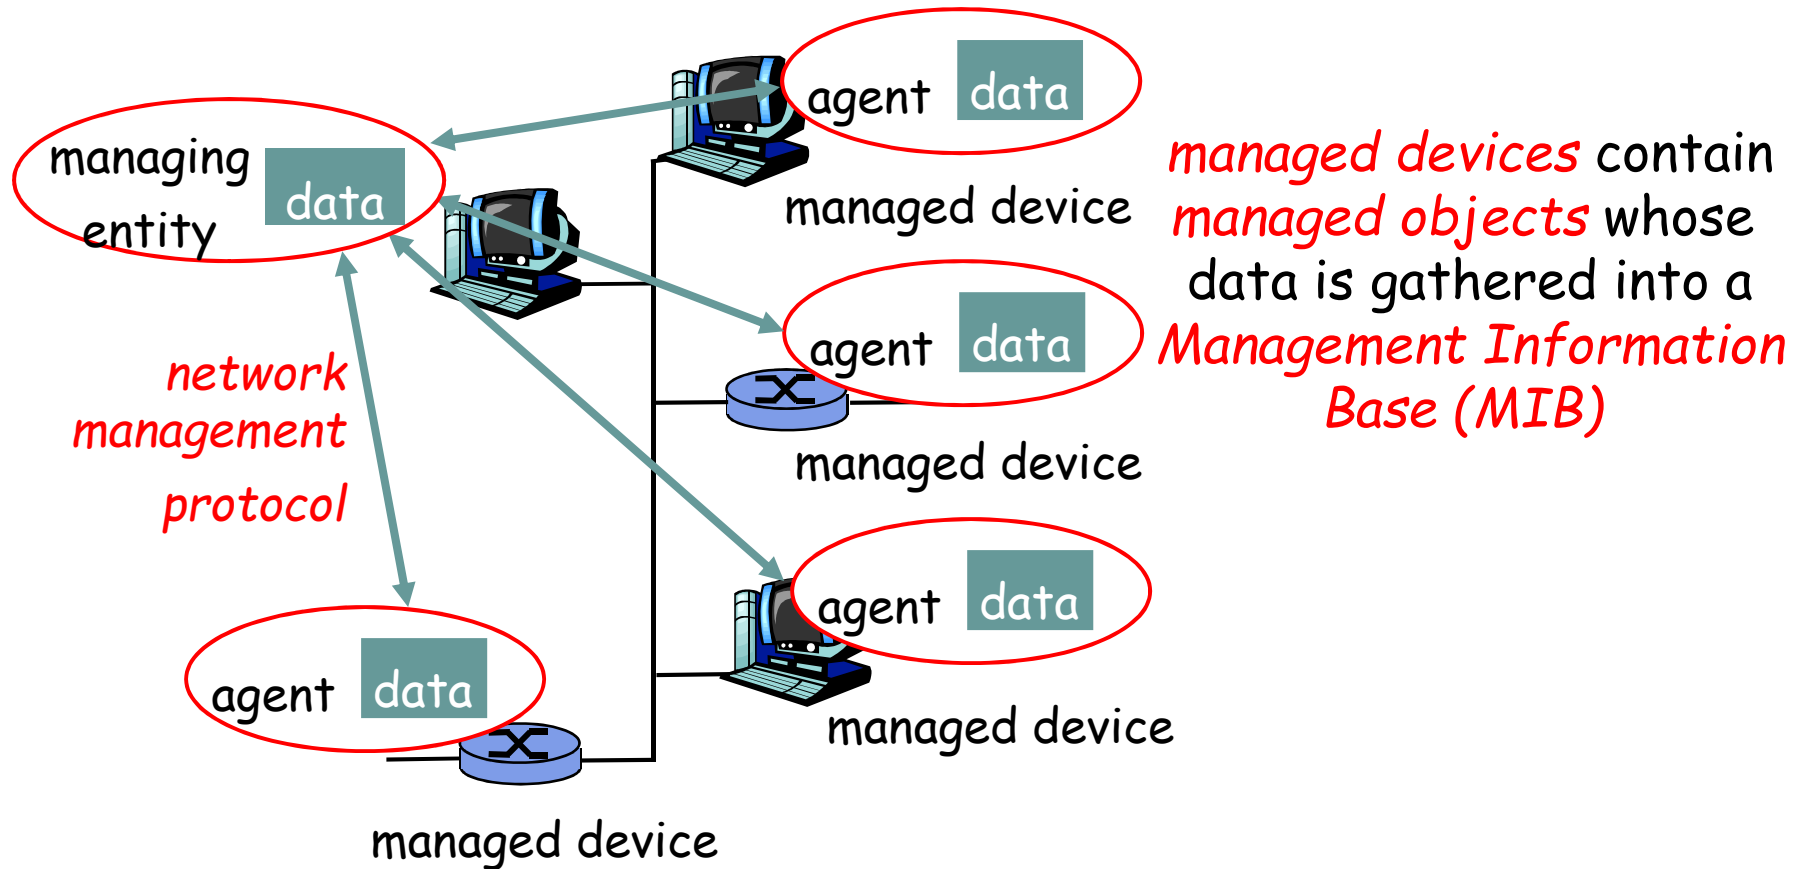 managing
entity
data
agent
data
managed device
managed devices contain
managed objects whose
data is gathered into a
Management Information
Base (MIB)
agent
data
managed device
network
management
protocol
agent
data
managed device
agent
data
managed device